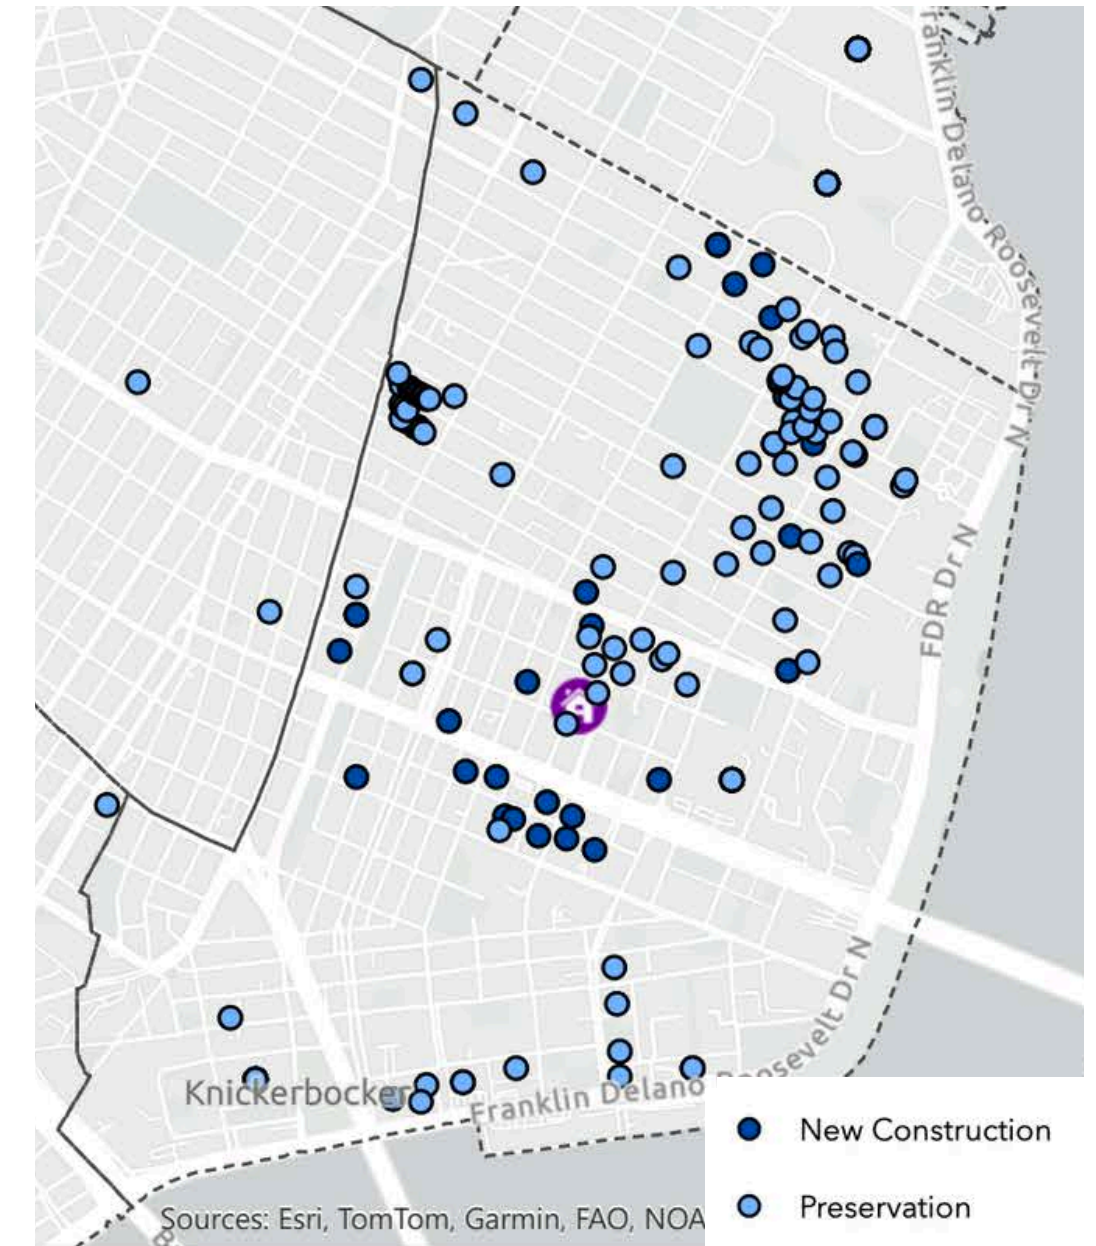 ranklin Delano Roosevelt Dr N
FDR Dr N
Knickerbocker
Franklin Delano Roosevelt Dr N
New Construction
Preservation
Sources: Esri, TomTom, Garmin, FAO, NOA